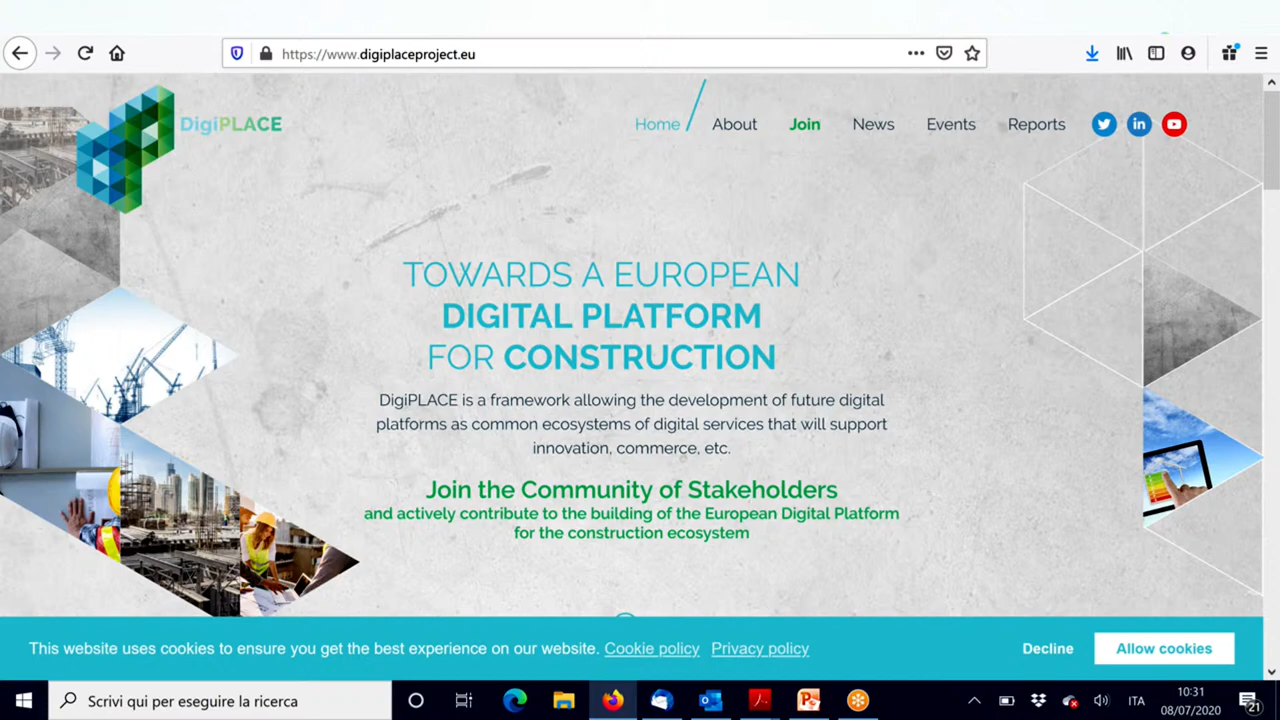 https://www.digiplaceproject.eu
DigiPLACE
Home
About
Join
News
Events
Reports
in
TOWARDS A EUROPEAN
DIGITAL PLATFORM
FOR CONSTRUCTION
DigiPLACE is a framework allowing the development of future digital
platforms as common ecosystems of digital services that will support
innovation, commerce, etc.
Join the Community of Stakeholders
and actively contribute to the building of the European Digital Platform
for the construction ecosystem
This website uses cookies to ensure you get the best experience on our website. Cookie policy Privacy policy
Decline
Allow cookies
Scrivi qui per eseguire la ricerca
ITA
10:31
08/07/2020
21